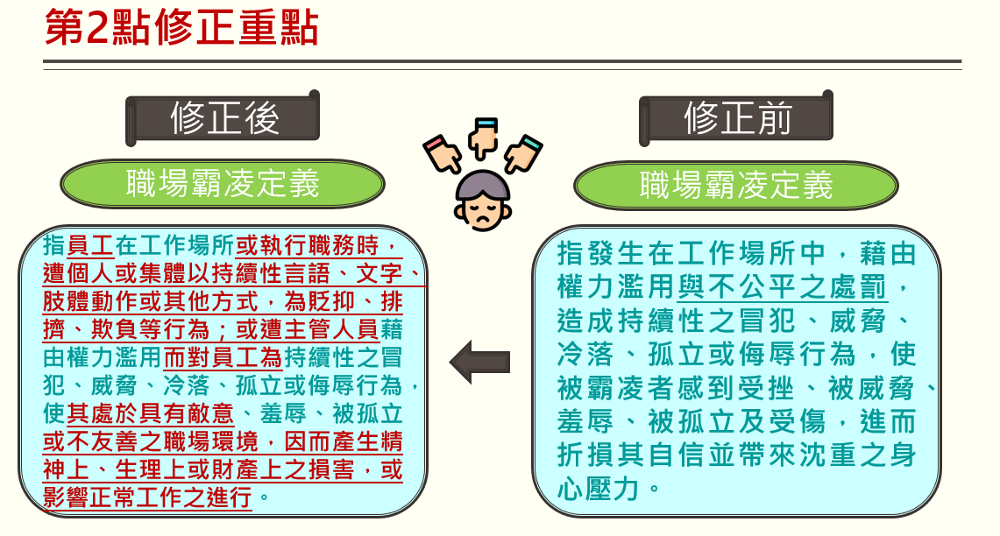 第2點修正重點
修正後
職場霸凌定義
指員工在工作場所或執行職務時，
遭個人或集體以持續性言語、文字、
肢體動作或其他方式，為貶抑、排
擠、欺負等行為；或遭主管人員藉
由權力濫用而對員工為持續性之冒
犯、威脅、冷落、孤立或侮辱行為，
使其處於具有敵意、羞辱、被孤立
或不友善之職場環境，因而產生精
神上、生理上或財產上之損害，或
影響正常工作之進行。
修正前
職場霸凌定義
指發生在工作場所中，藉由
權力濫用與不公平之處罰，
造成持續性之冒犯、威脅、
冷落、孤立或侮辱行為，使
被霸凌者感到受挫、被威脅、
羞辱、被孤立及受傷，進而
折損其自信並帶來沈重之身
心壓力。